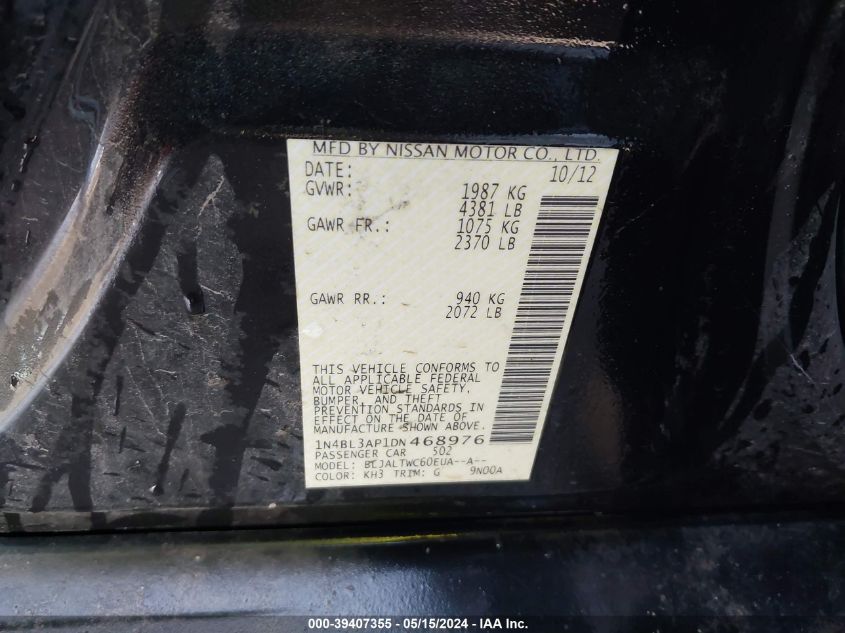 MFD BY NISSAN MOTOR CO., LTD.
DATE: 10/12
GVWR: 1987 KG
4381 LB
GAWR FR.: 1075 KG
2370 LB
GAWR RR.: 940 KG
2072 LB
THIS VEHICLE CONFORMS TO
ALL APPLICABLE FEDERAL
MOTOR VEHICLE SAFETY,
BUMPER, AND THEFT
PREVENTION STANDARDS IN
EFFECT ON THE DATE OF
MANUFACTURE SHOWN ABOVE.
1N4BL3AP1DN468976
PASSENGER CAR 502
MODEL: BCJALTWC60EUA--A--
COLOR: KH3 TRIM: G 9N00A
000-39407355 - 05/15/2024 - IAA Inc.